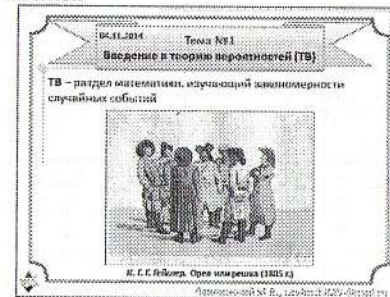 04.11.2014
Тема №1
Введение в теорию вероятностей (ТВ)
ТВ – раздел математики, изучающий закономерности
случайных событий
Х. Г. Г. Гейслер. Орел или решка (1805 г.)